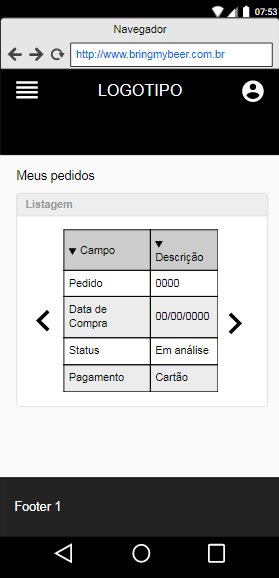 07:53
Navegador
http://www.bringmybeer.com.br
LOGOTIPO
Meus pedidos
Listagem
Campo
Descrição
Pedido 0000
Data de
Compra 00/00/0000
Status Em análise
Pagamento Cartão
Footer 1